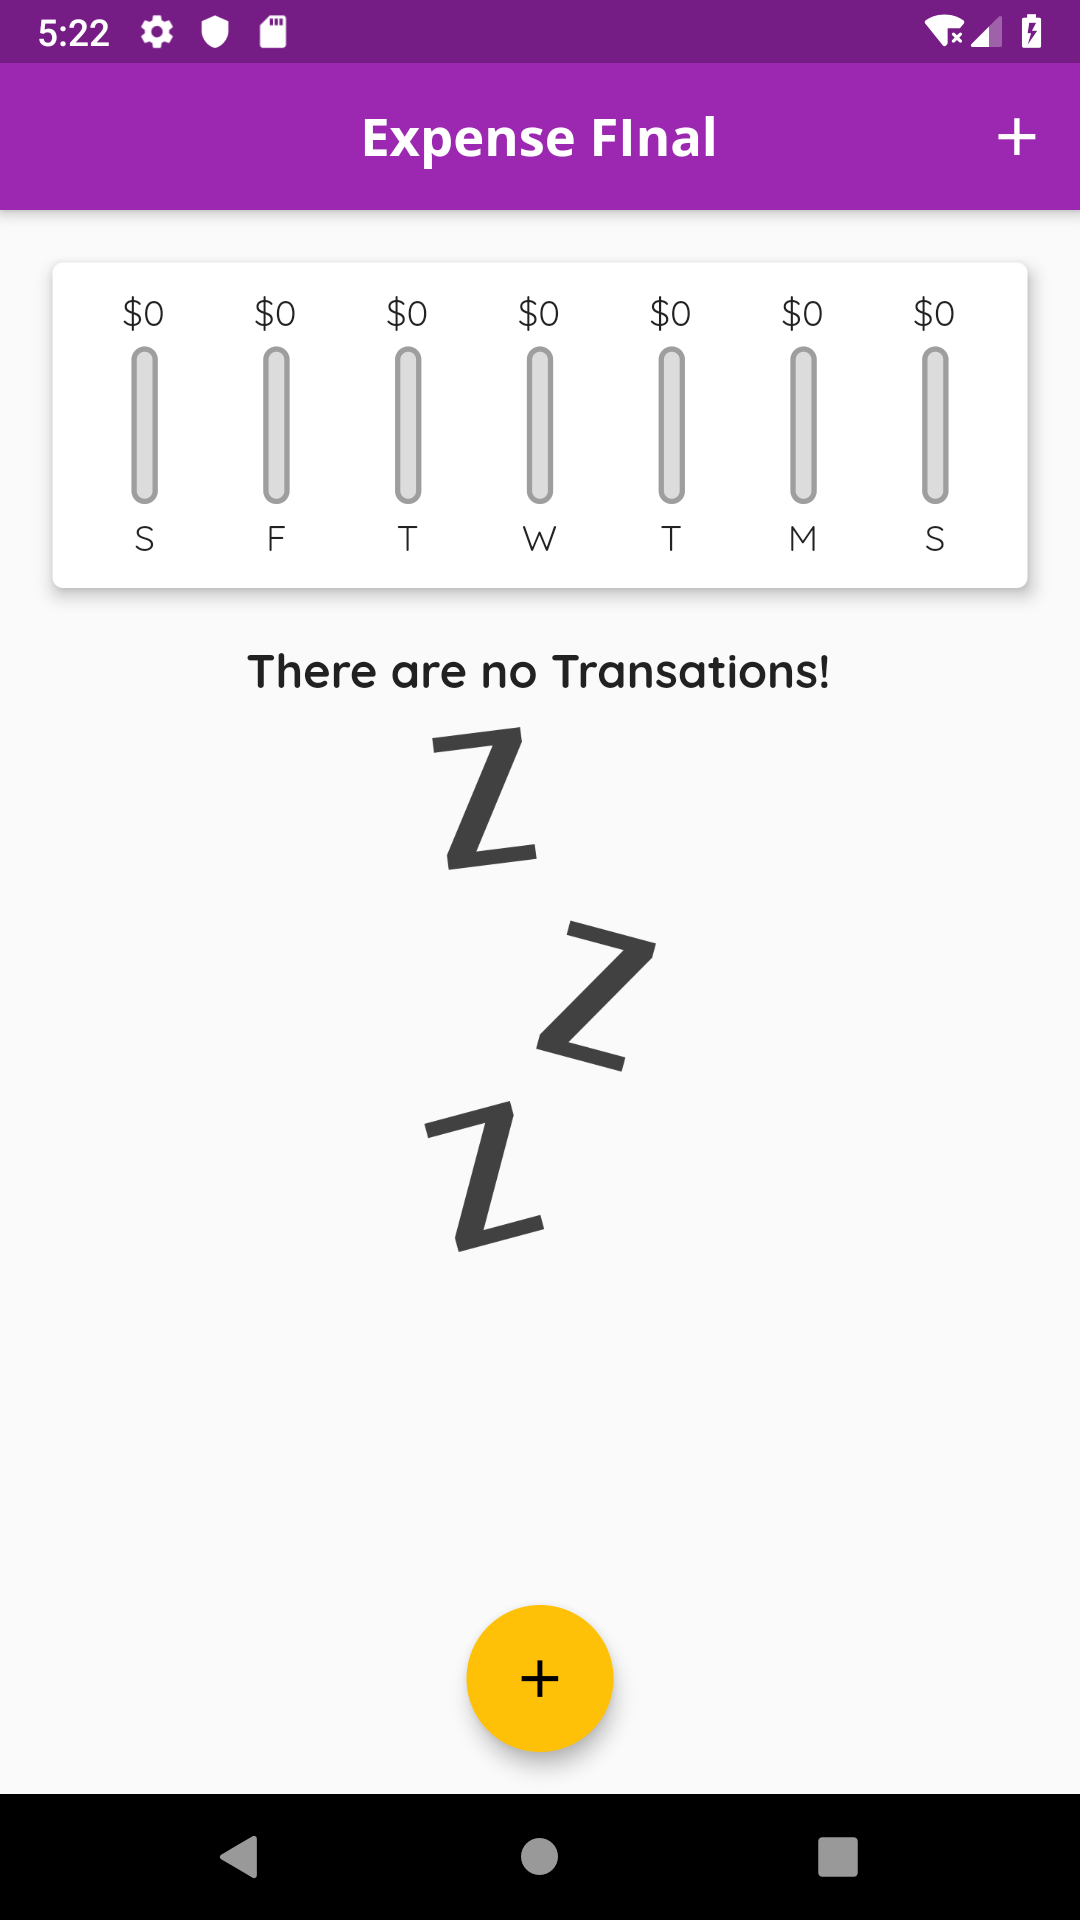 5:22
Expense FInal
$0 $0 $0 $0 $0 $0 $0
S F T W T M S
There are no Transations!
Z
Z
Z